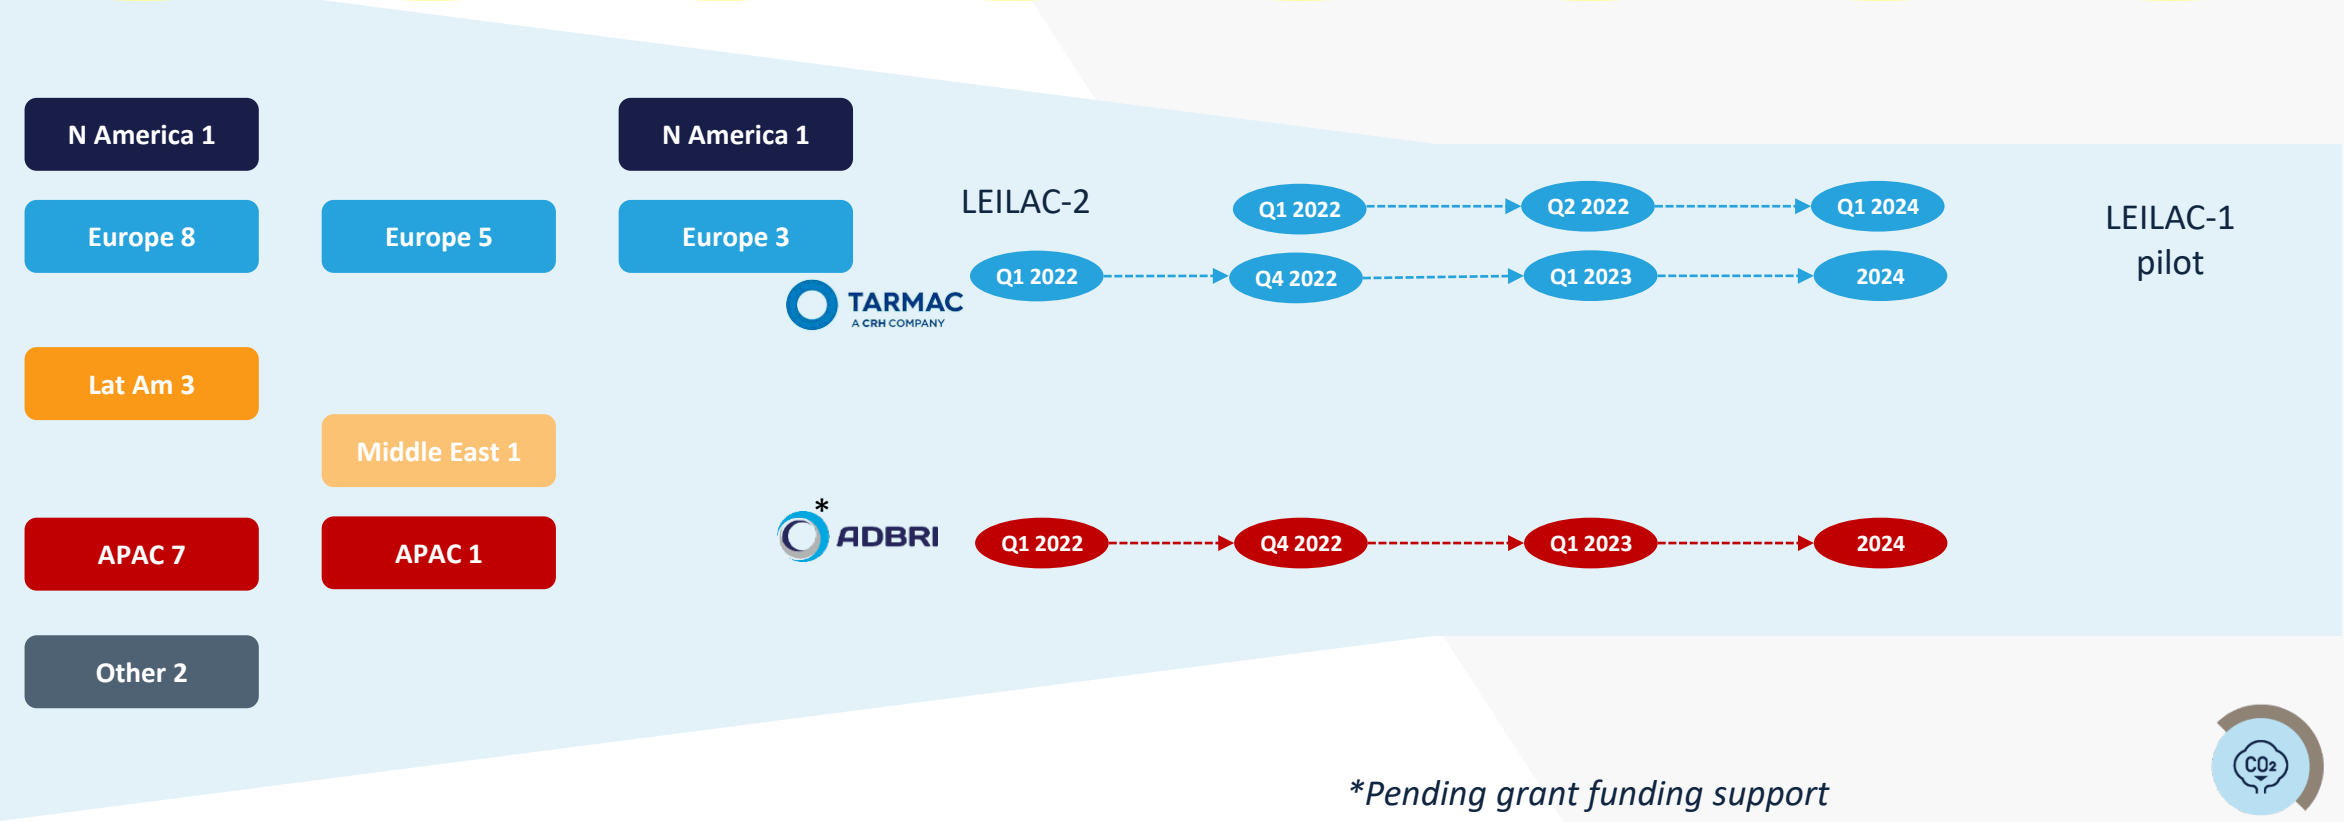 N America 1
N America 1
Europe 8
Europe 5
Europe 3
LEILAC-2
Q1 2022
Q2 2022
Q1 2024
LEILAC-1
pilot
TARMAC
A CRH COMPANY
Q1 2022
Q4 2022
Q1 2023
2024
Lat Am 3
Middle East 1
APAC 7
APAC 1
*
ADBRI
Q1 2022
Q4 2022
Q1 2023
2024
Other 2
*Pending grant funding support
CO₂